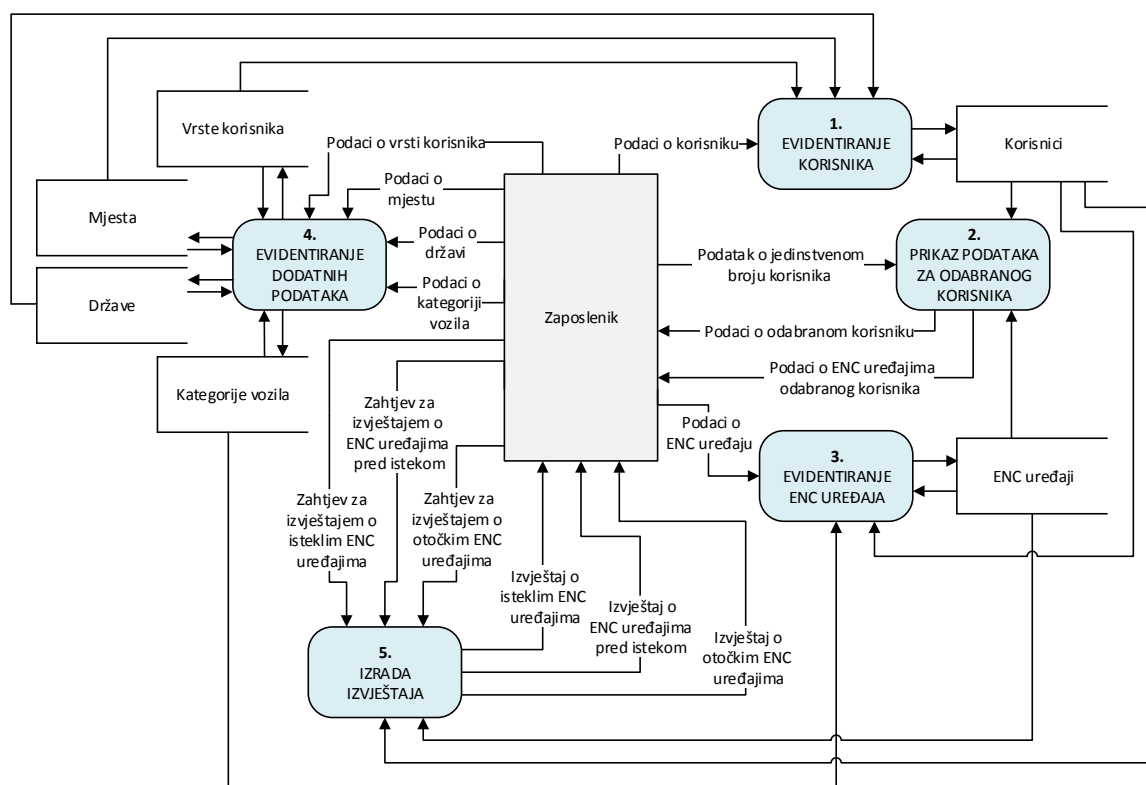 Vrste korisnika
Mjesta
Države
Kategorije vozila
4.
EVIDENTIRANJE
DODATNIH
PODATAKA
Podaci o vrsti korisnika
Podaci o
mjestu
Podaci o
državi
Podaci o
kategoriji
vozila
Zaposlenik
Podaci o korisniku
1.
EVIDENTIRANJE
KORISNIKA
Korisnici
Podatak o jedinstvenom
broju korisnika
2.
PRIKAZ PODATAKA
ZA ODABRANOG
KORISNIKA
Podaci o odabranom korisniku
Podaci o ENC uređajima
odabranog korisnika
Podaci o
ENC uređaju
3.
EVIDENTIRANJE
ENC UREĐAJA
ENC uređaji
Zahtjev za
izvještajem o
ENC uređajima
pred istekom
Zahtjev za
izvještajem o
isteklim ENC
uređajima
Zahtjev za
izvještajem o
otočkim ENC
uređajima
Izvještaj o
isteklim ENC
uređajima
Izvještaj o
ENC uređajima
pred istekom
Izvještaj o
otočkim ENC
uređajima
5.
IZRADA
IZVJEŠTAJA